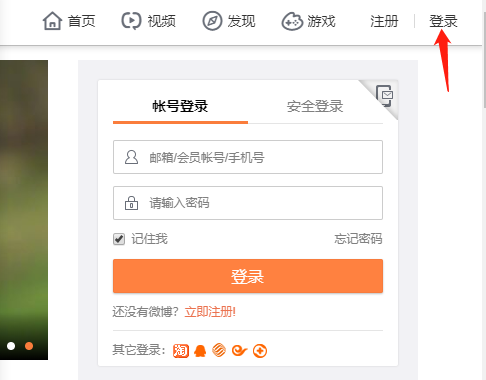 首页 视频 发现 游戏 注册 登录
帐号登录 安全登录
邮箱/会员帐号/手机号
请输入密码
记住我 忘记密码
登录
还没有微博？立即注册!
其它登录： 淘